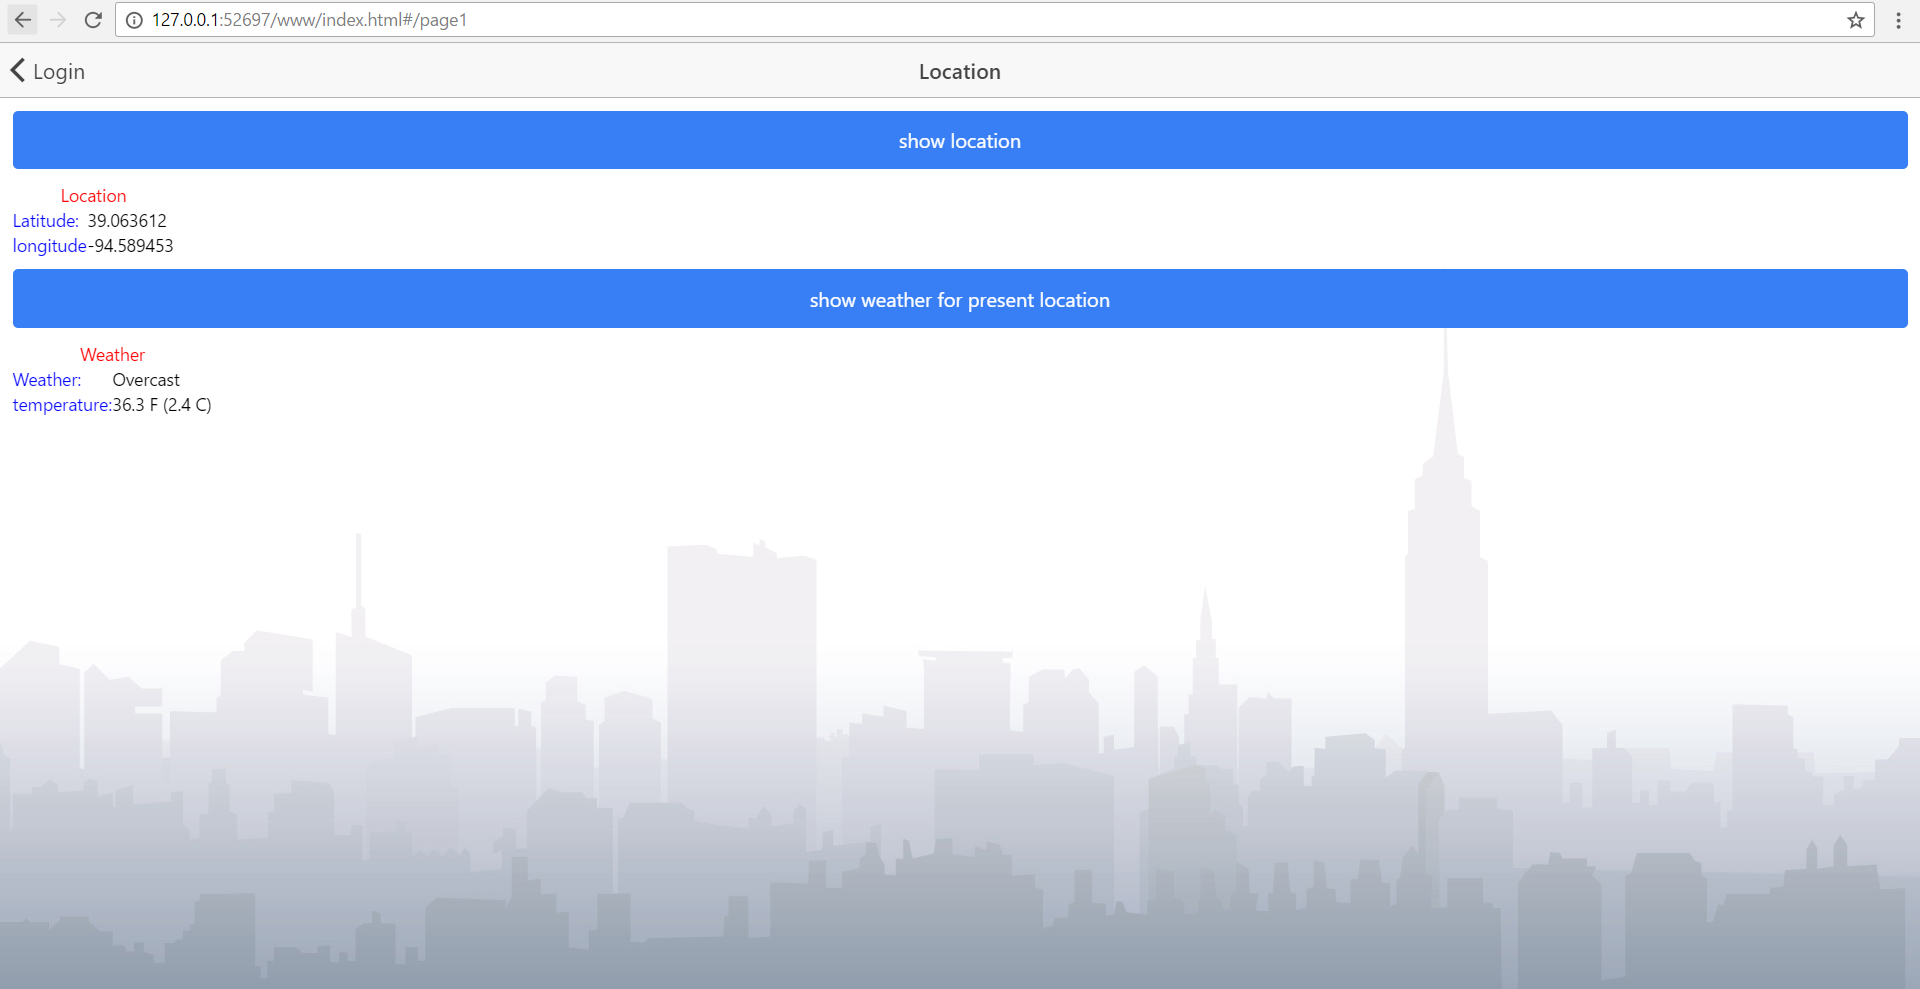 127.0.0.1:52697/www/index.html#/page1
Login
Location
show location
Location
Latitude: 39.063612
longitude-94.589453
show weather for present location
Weather
Weather: Overcast
temperature:36.3 F (2.4 C)